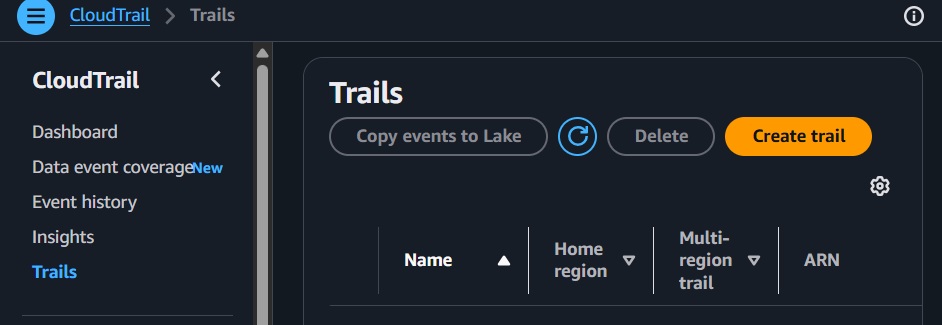 CloudTrail > Trails
CloudTrail
Dashboard
Data event coverage New
Event history
Insights
Trails
Trails
Copy events to Lake
Delete
Create trail
Name
Home
region
Multi-
region
trail
ARN